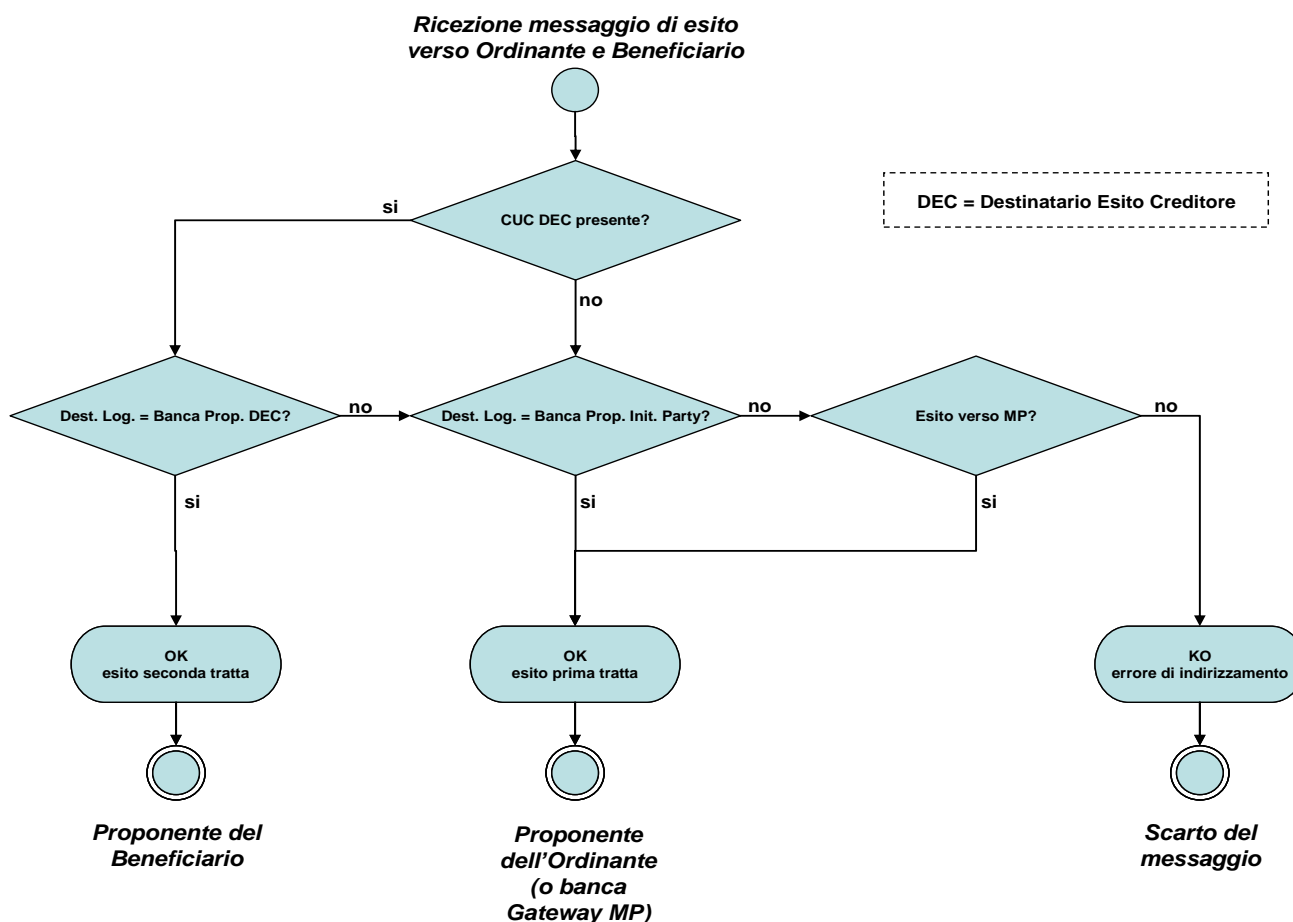 Ricezione messaggio di esito
verso Ordinante e Beneficiario
si
CUC DEC presente?
DEC = Destinatario Esito Creditore
no
Dest. Log. = Banca Prop. DEC?
no
Dest. Log. = Banca Prop. Init. Party?
no
Esito verso MP?
no
si
si
si
OK
esito seconda tratta
OK
esito prima tratta
KO
errore di indirizzamento
Proponente del
Beneficiario
Proponente
dell'Ordinante
(o banca
Gateway MP)
Scarto del
messaggio